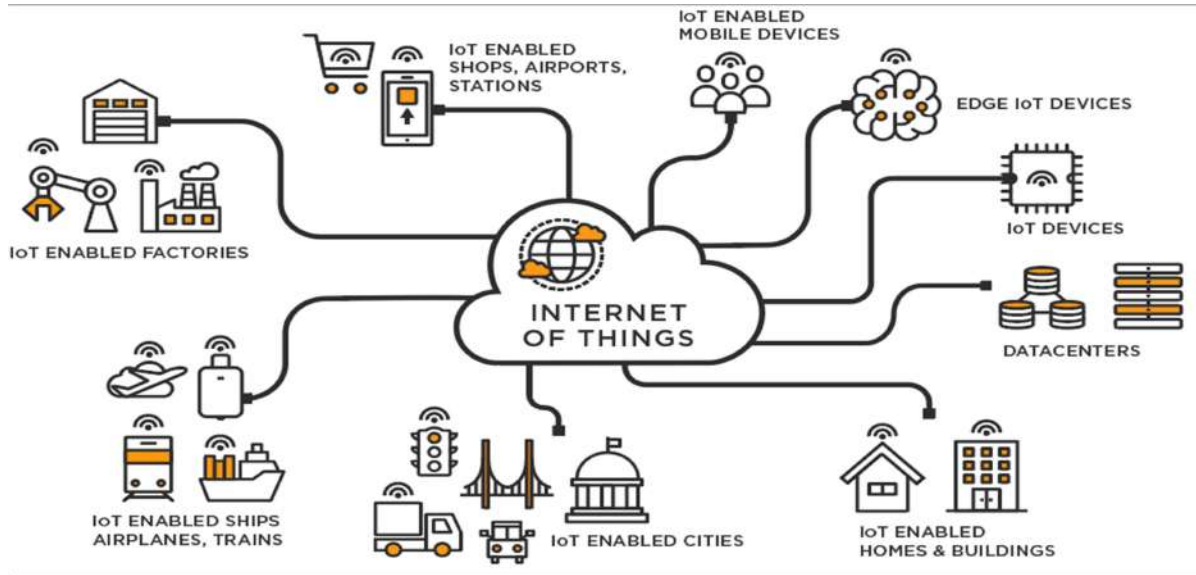 IoT ENABLED
SHOPS, AIRPORTS,
STATIONS
IoT ENABLED
MOBILE DEVICES
EDGE IoT DEVICES
IoT DEVICES
IoT ENABLED FACTORIES
INTERNET
OF THINGS
DATACENTERS
IoT ENABLED SHIPS
AIRPLANES, TRAINS
IoT ENABLED CITIES
IoT ENABLED
HOMES & BUILDINGS